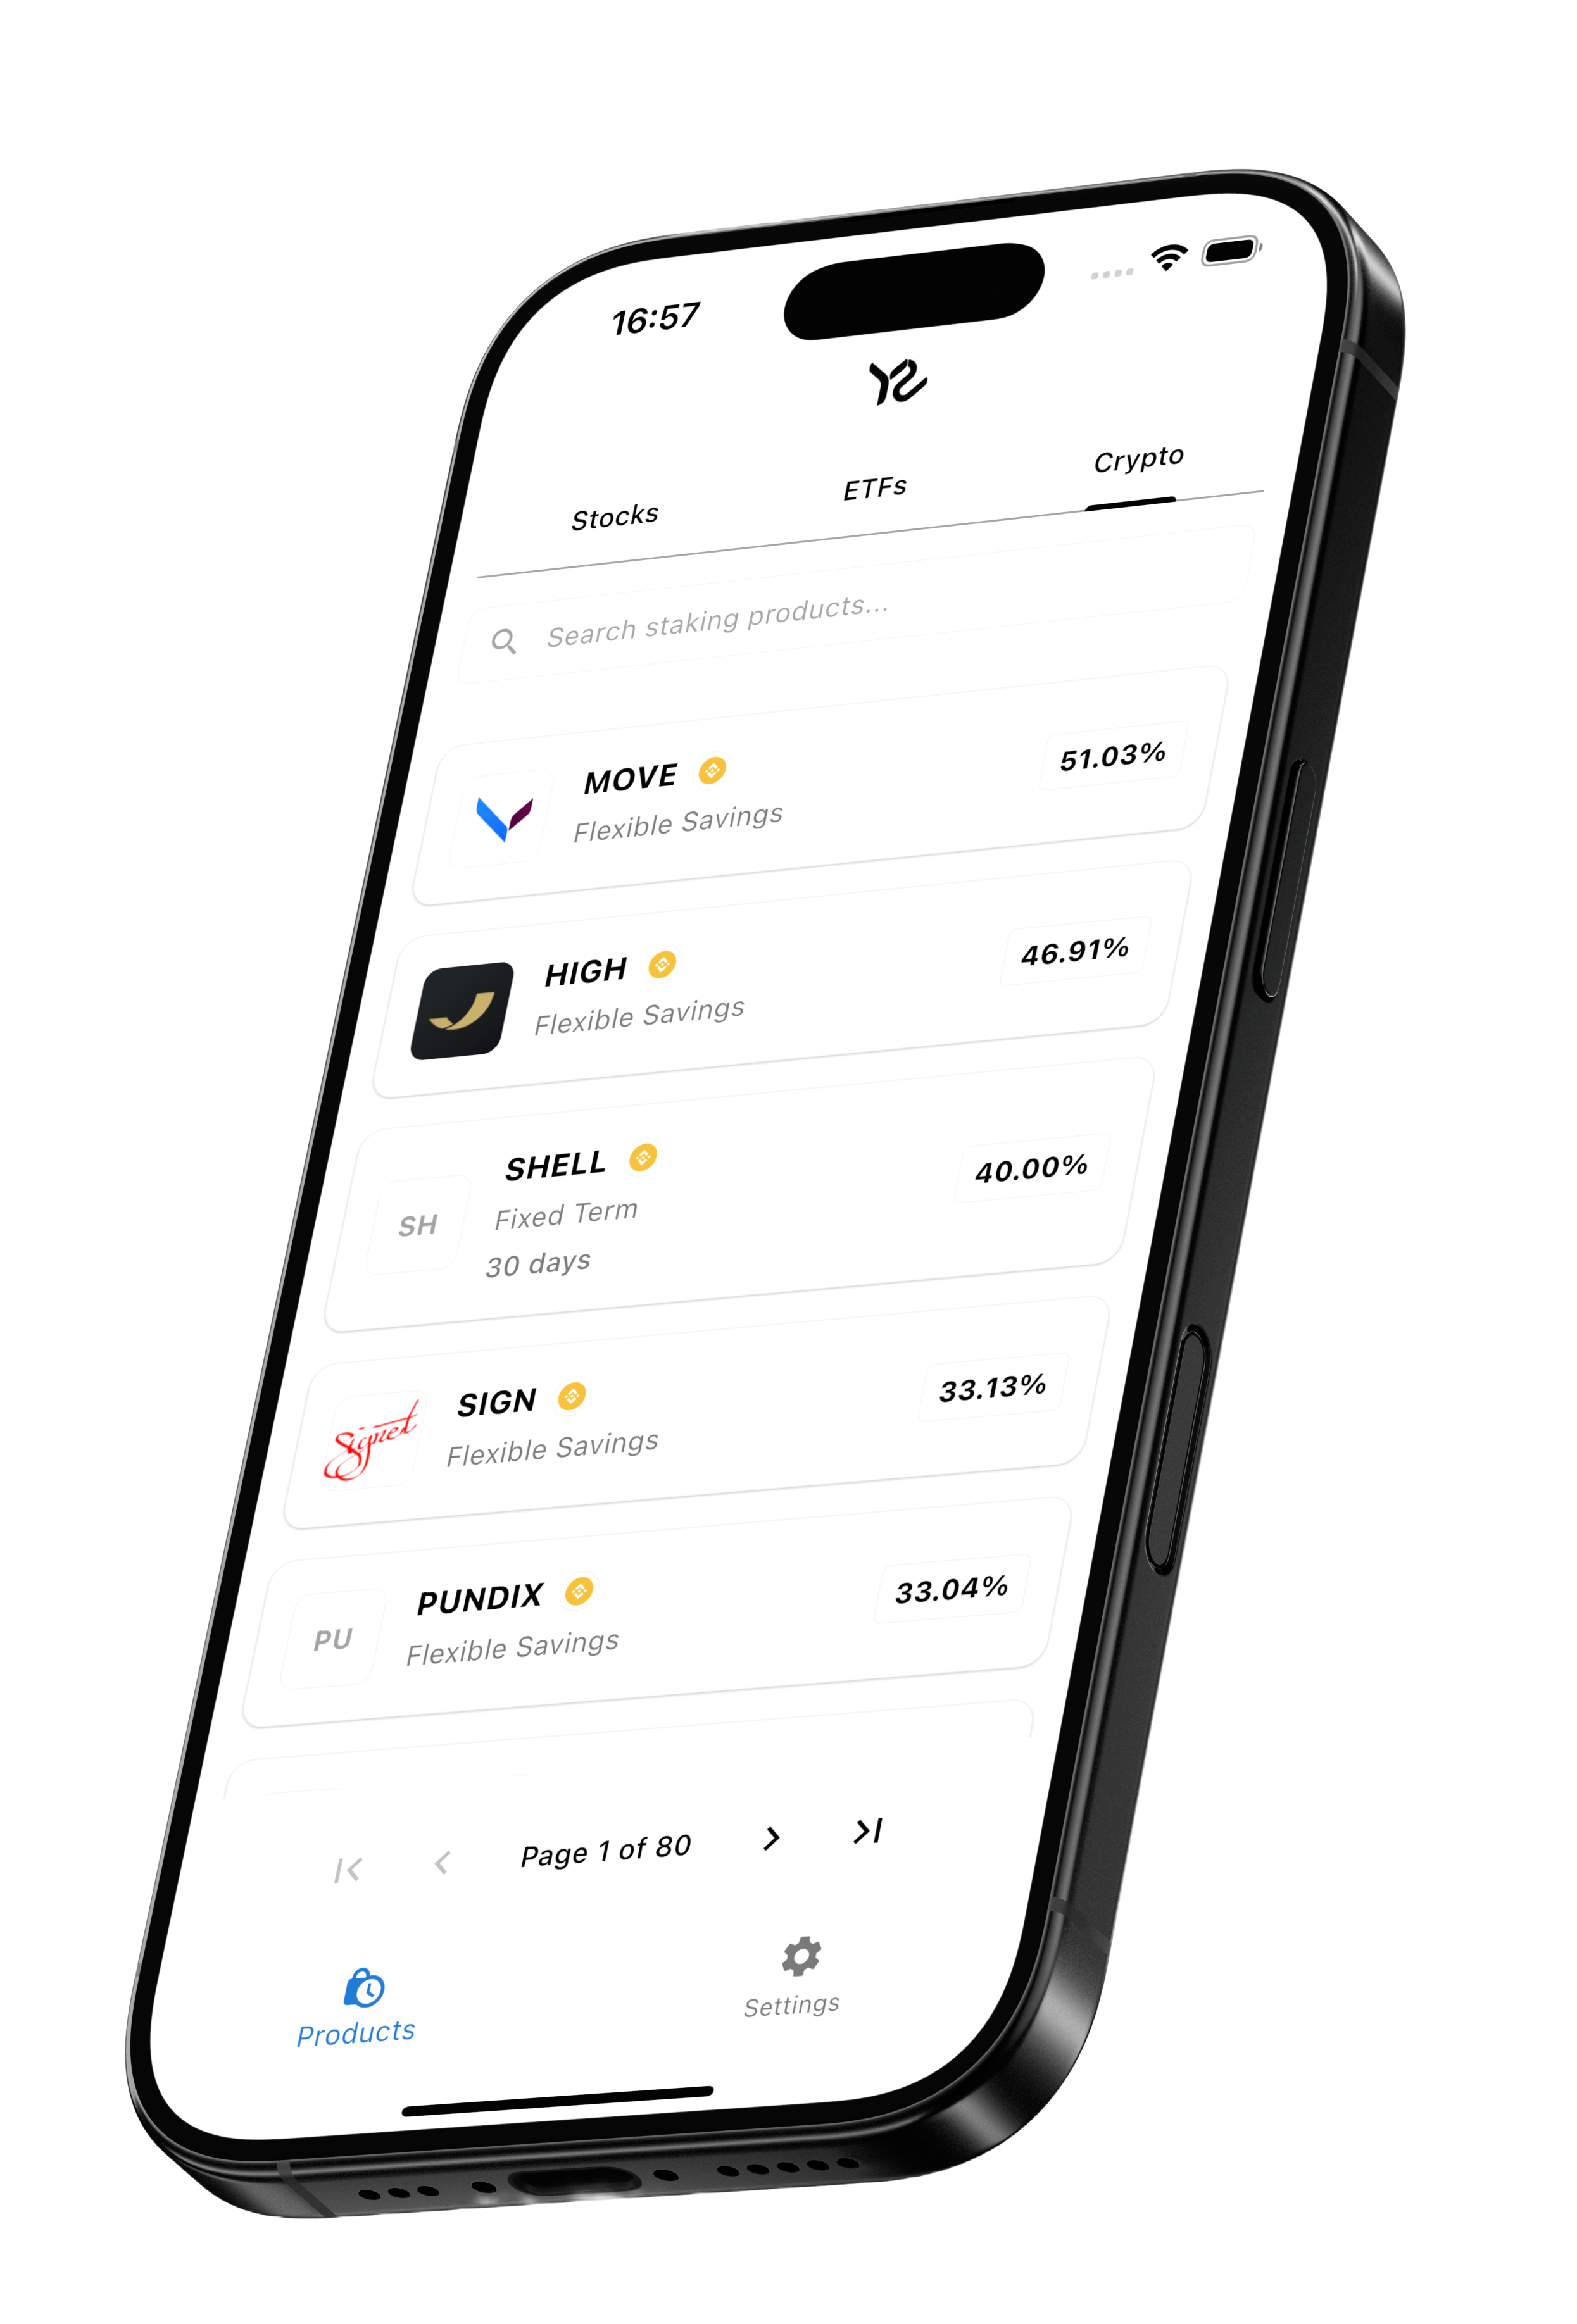 16:57
Stocks
ETFs
Crypto
Search staking products...
MOVE
51.03%
Flexible Savings
HIGH
46.91%
Flexible Savings
SH
SHELL
40.00%
Fixed Term
30 days
Signed
SIGN
33.13%
Flexible Savings
PU
PUNDIX
33.04%
Flexible Savings
Page 1 of 80
Products
Settings